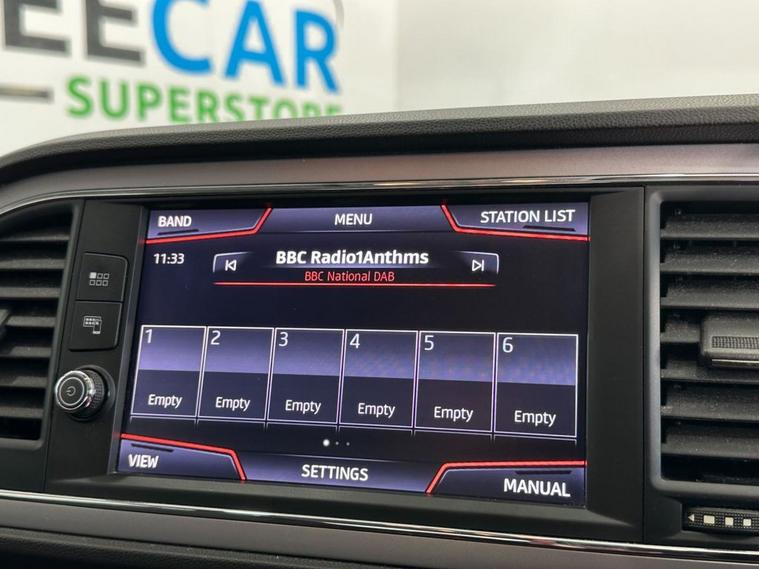 EECAR
SUPERSTORE
BAND MENU STATION LIST
11:33 BBC Radio1Anthms
BBC National DAB
1 2 3 4 5 6
Empty Empty Empty Empty Empty Empty
VIEW SETTINGS MANUAL